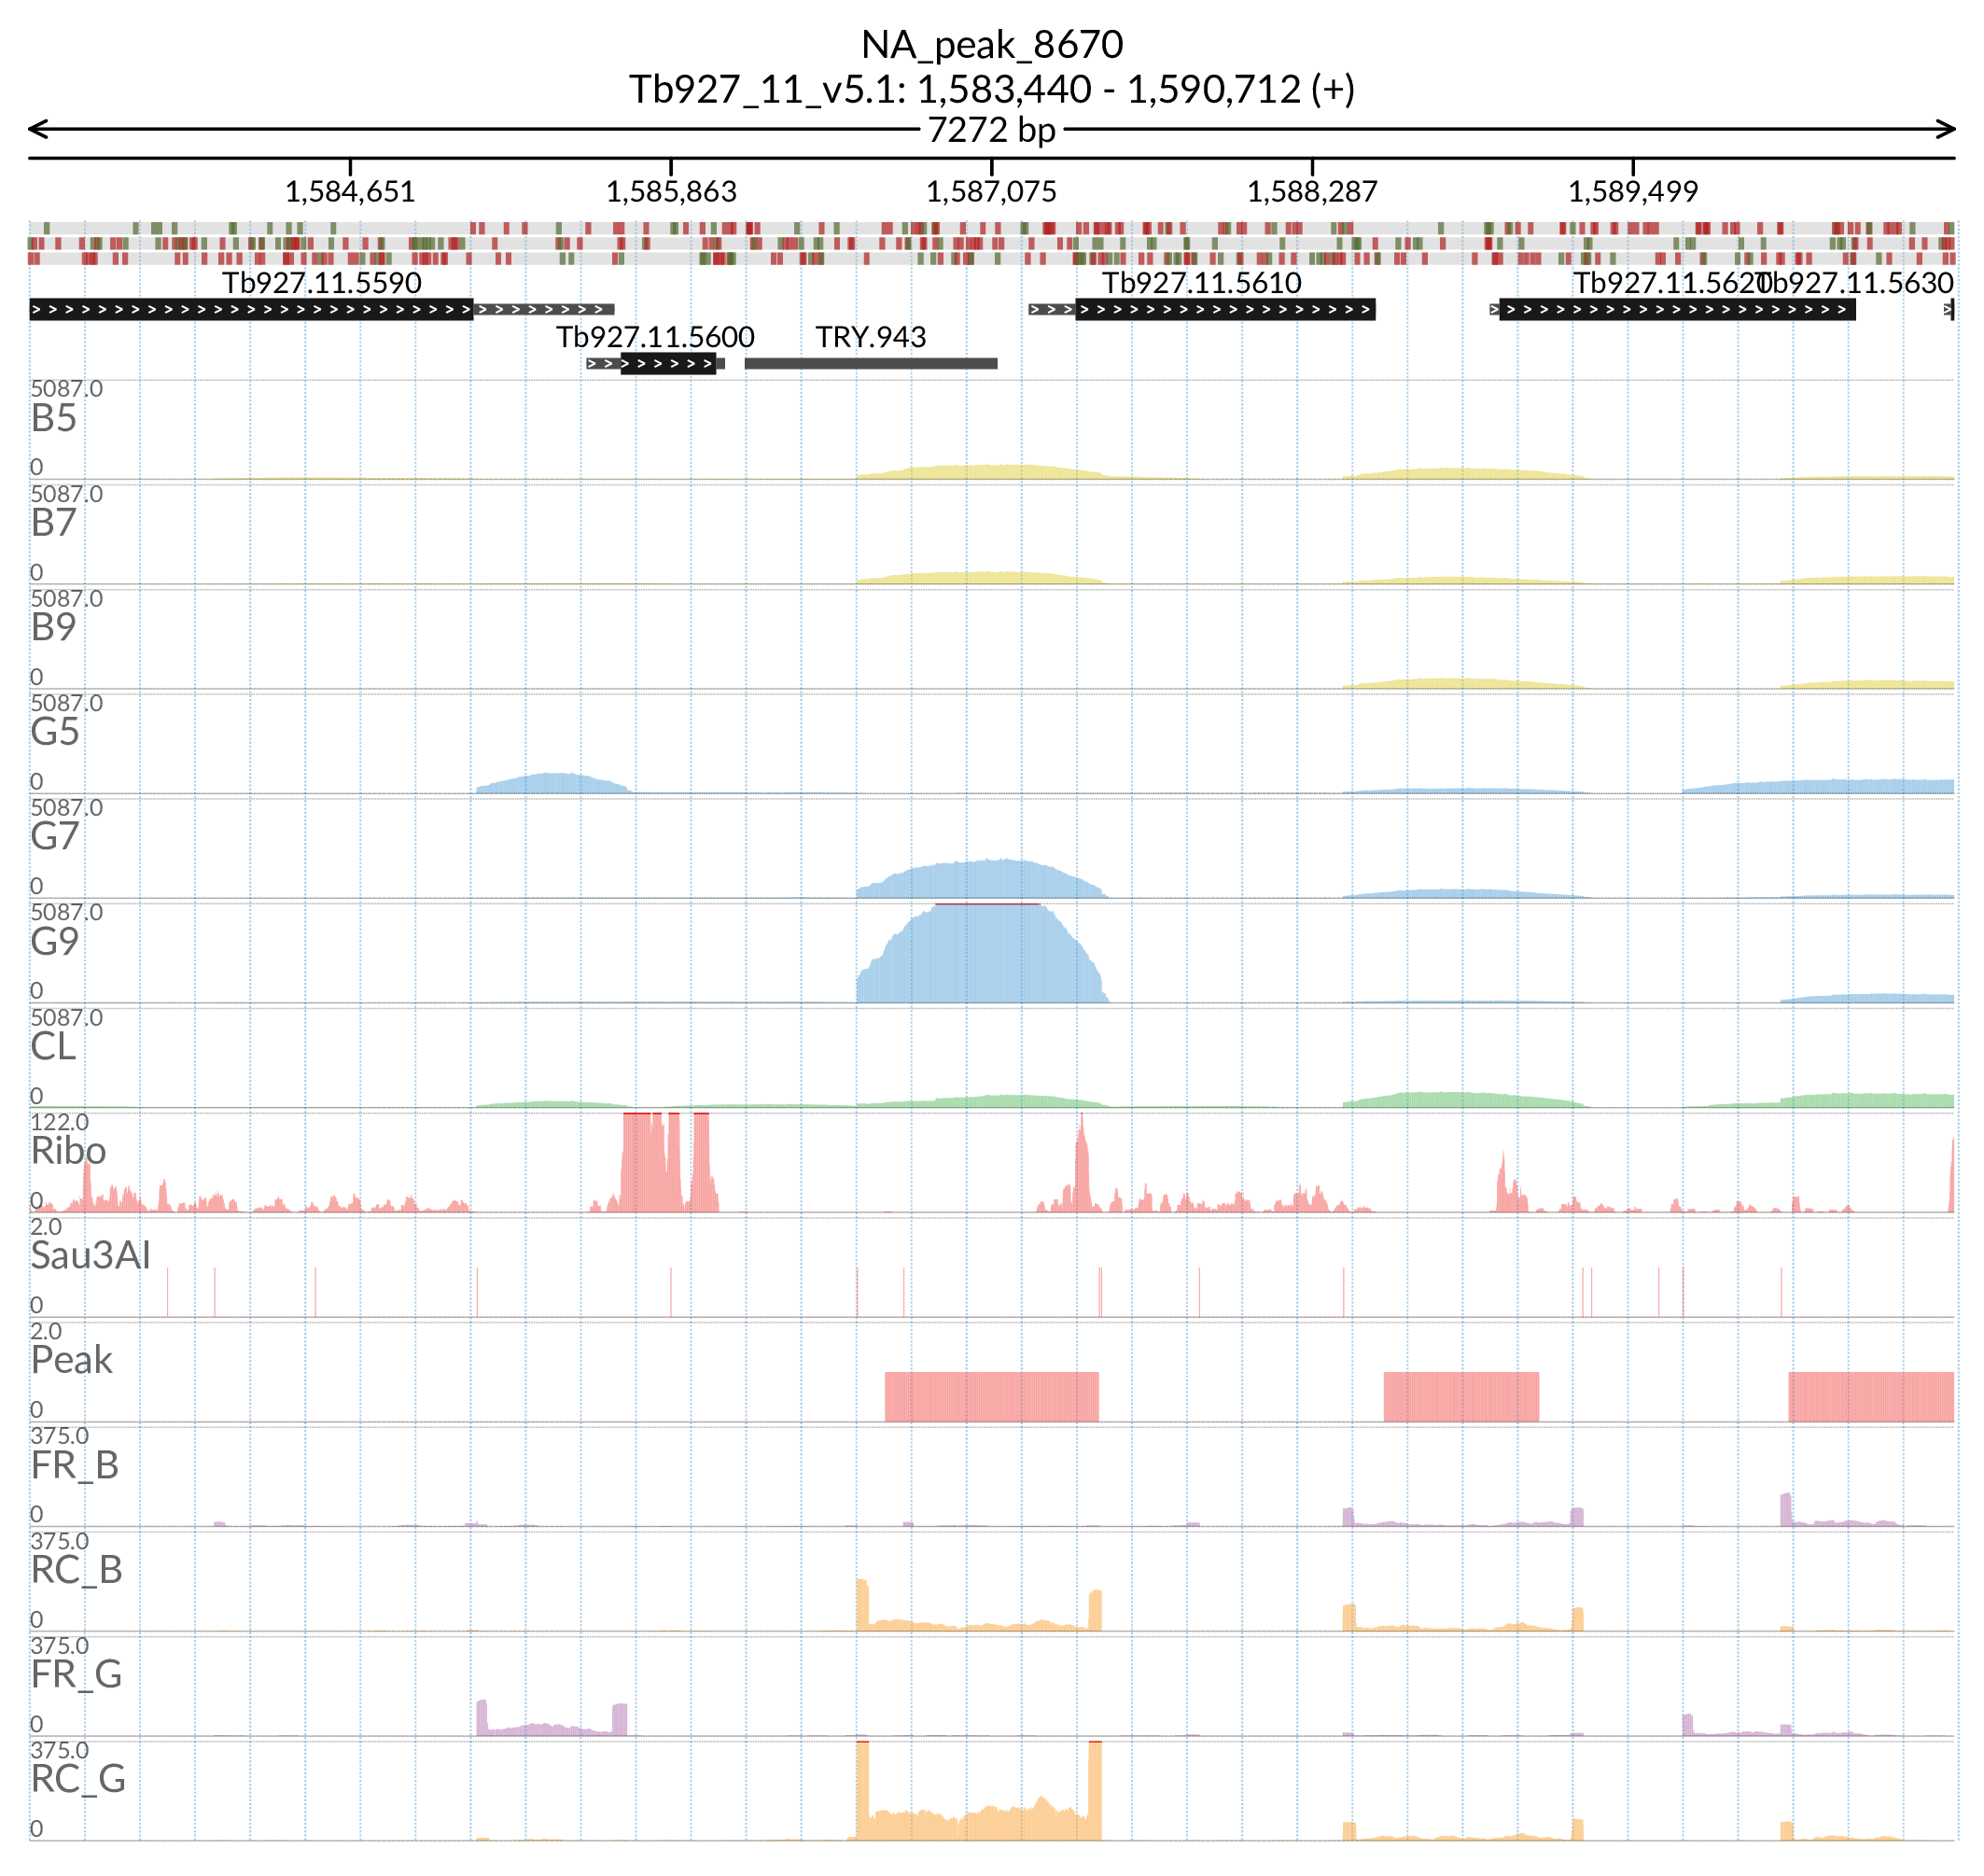 NA_peak_8670
Tb927_11_v5.1: 1,583,440 - 1,590,712 (+)
7272 bp
1,584,651 1,585,863 1,587,075 1,588,287 1,589,499
Tb927.11.5590 Tb927.11.5610 Tb927.11.5620 Tb927.11.5630
Tb927.11.5600 TRY.943
5087.0
B5
0
5087.0
B7
0
5087.0
B9
0
5087.0
G5
0
5087.0
G7
0
5087.0
G9
0
5087.0
CL
0
122.0
Ribo
0
2.0
Sau3AI
0
2.0
Peak
0
375.0
FR_B
0
375.0
RC_B
0
375.0
FR_G
0
375.0
RC_G
0